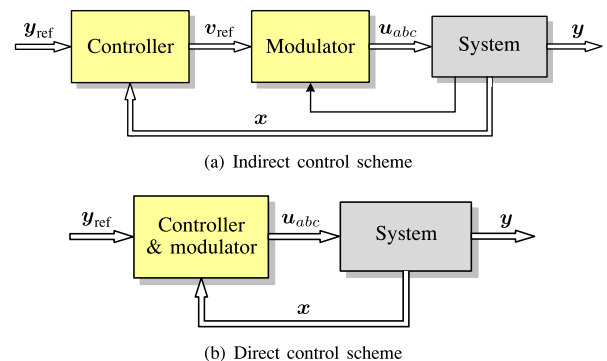 y_ref
Controller
v_ref
Modulator
u_abc
System
y
x
(a) Indirect control scheme
y_ref
Controller
& modulator
u_abc
System
y
x
(b) Direct control scheme